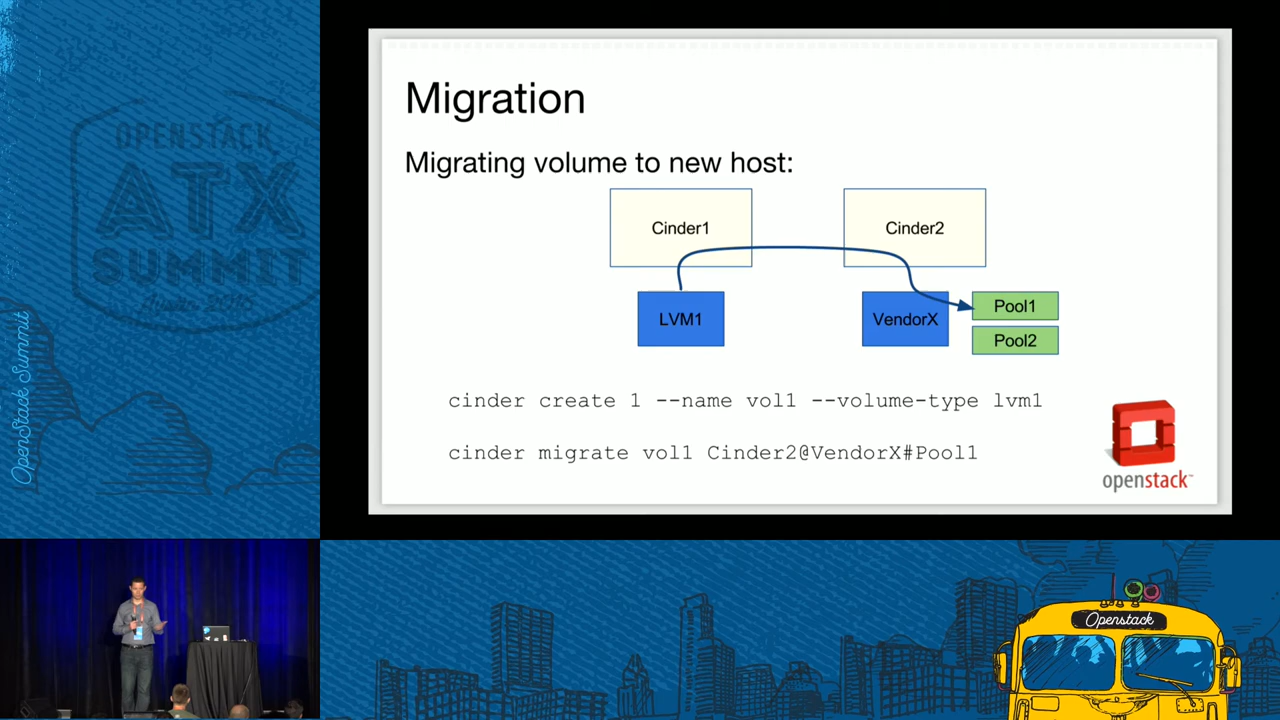 OPENSTACK
ATX
SUMMIT
OpenStack Summit
Migration
Migrating volume to new host:
Cinder1
Cinder2
LVM1
VendorX
Pool1
Pool2
cinder create 1 --name vol1 --volume-type lvm1
cinder migrate vol1 Cinder2@VendorX#Pool1
openstack
Openstack